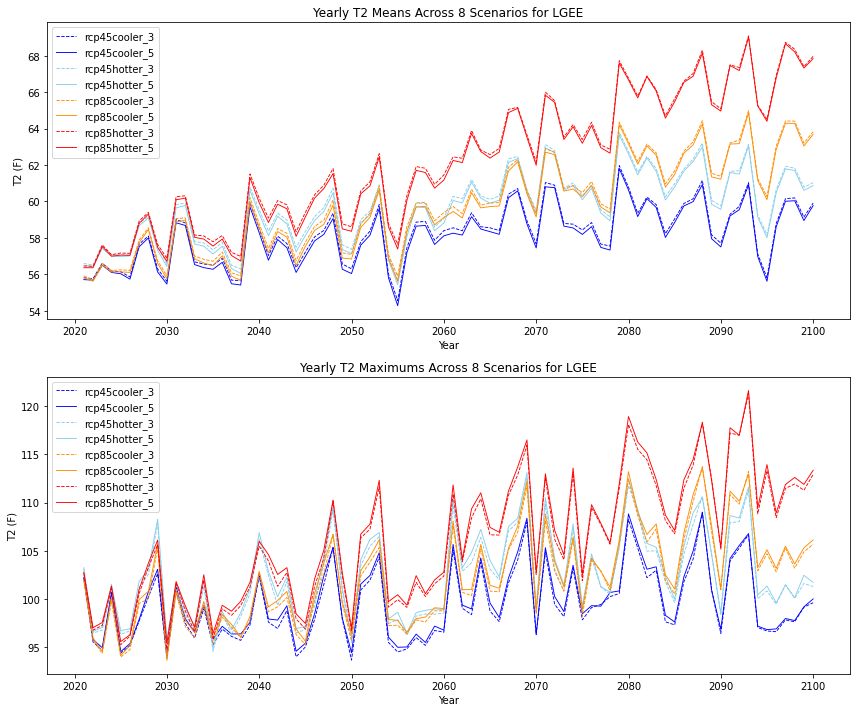 Yearly T2 Means Across 8 Scenarios for LGEE
rcp45cooler_3
rcp45cooler_5
rcp45hotter_3
rcp45hotter_5
rcp85cooler_3
rcp85cooler_5
rcp85hotter_3
rcp85hotter_5
T2 (F)
68
66
64
62
60
58
56
54
2020
2030
2040
2050
2060
2070
2080
2090
2100
Year
Yearly T2 Maximums Across 8 Scenarios for LGEE
rcp45cooler_3
rcp45cooler_5
rcp45hotter_3
rcp45hotter_5
rcp85cooler_3
rcp85cooler_5
rcp85hotter_3
rcp85hotter_5
T2 (F)
120
115
110
105
100
95
2020
2030
2040
2050
2060
2070
2080
2090
2100
Year